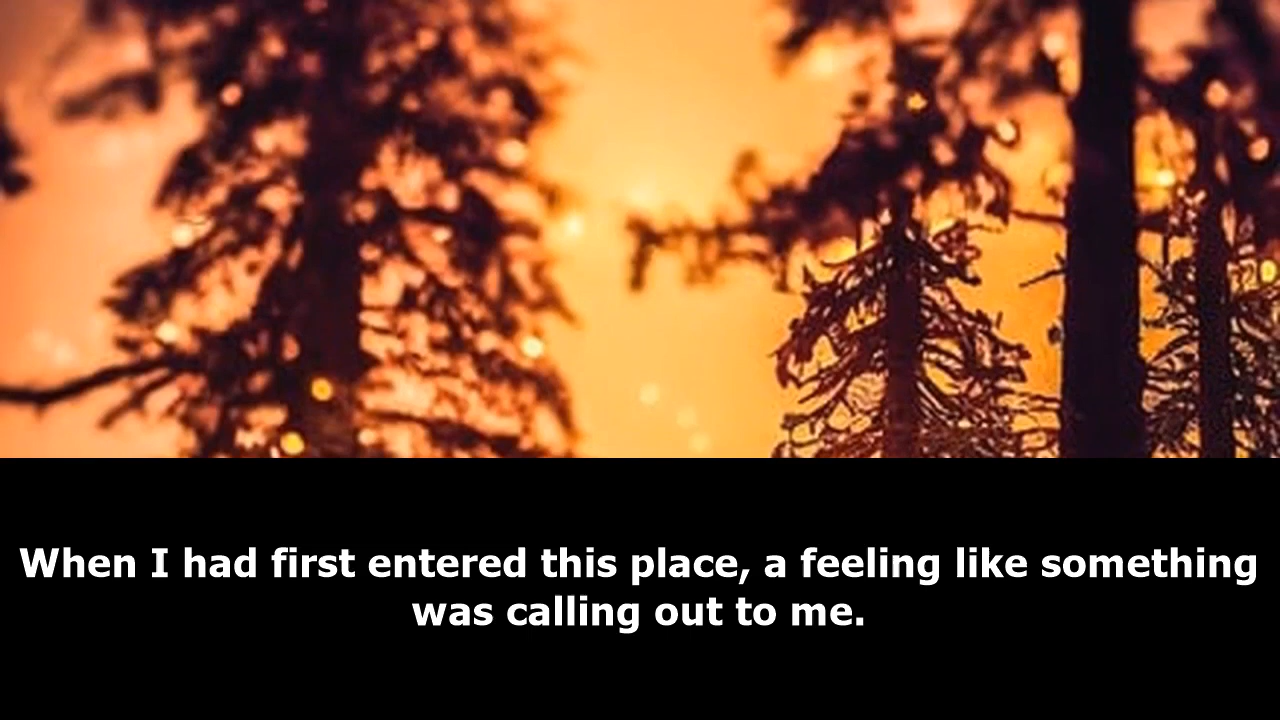 When I had first entered this place, a feeling like something
was calling out to me.